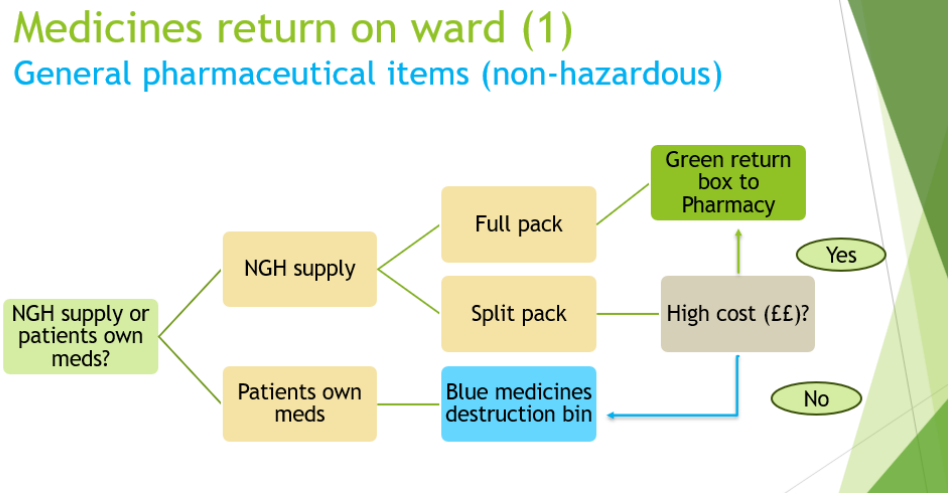 Medicines return on ward (1)
General pharmaceutical items (non-hazardous)
Green return
box to
Pharmacy
Full pack
NGH supply
Yes
NGH supply or
patients own
meds?
Split pack
High cost (££)?
Patients own
meds
Blue medicines
destruction bin
No